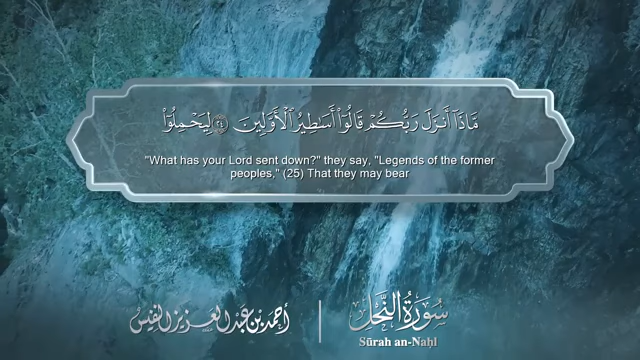 مَّاذَآ أَنزَلَ رَبُّكُمْ قَالُوٓا۟ أَسَٰطِيرُ ٱلْأَوَّلِينَ ٢٤ لِيَحْمِلُوٓا۟
"What has your Lord sent down?" they say, "Legends of the former
peoples," (25) That they may bear
سُورَةُ النَّحْلِ
Sūrah an-Naḥl
أحمد بن عبد العزيز النفيس